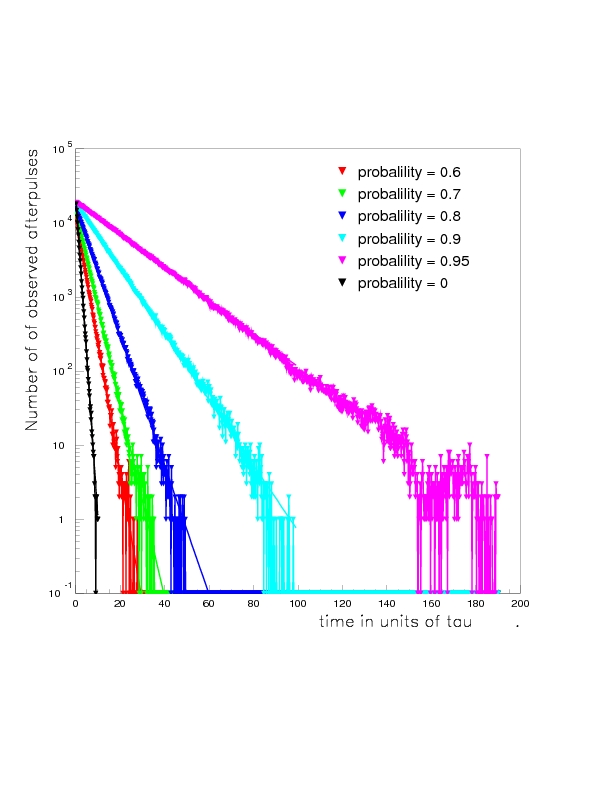 Number of of observed afterpulses
10^5
10^4
10^3
10^2
10
1
10^-1
probalility = 0.6
probalility = 0.7
probalility = 0.8
probalility = 0.9
probalility = 0.95
probalility = 0
0 20 40 60 80 100 120 140 160 180 200
time in units of tau .